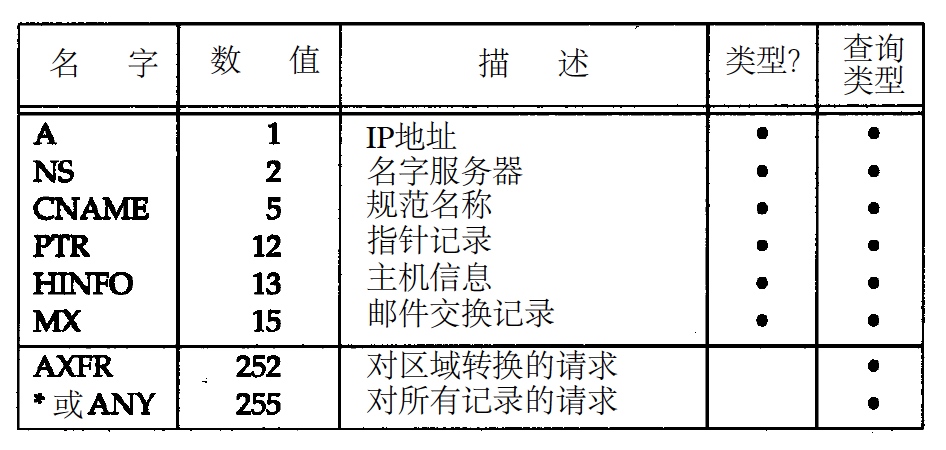 名 字 数 值 描 述 类型? 查询类型
A 1 IP地址 • •
NS 2 名字服务器 • •
CNAME 5 规范名称 • •
PTR 12 指针记录 • •
HINFO 13 主机信息 • •
MX 15 邮件交换记录 • •
AXFR 252 对区域转换的请求 •
*或ANY 255 对所有记录的请求 •